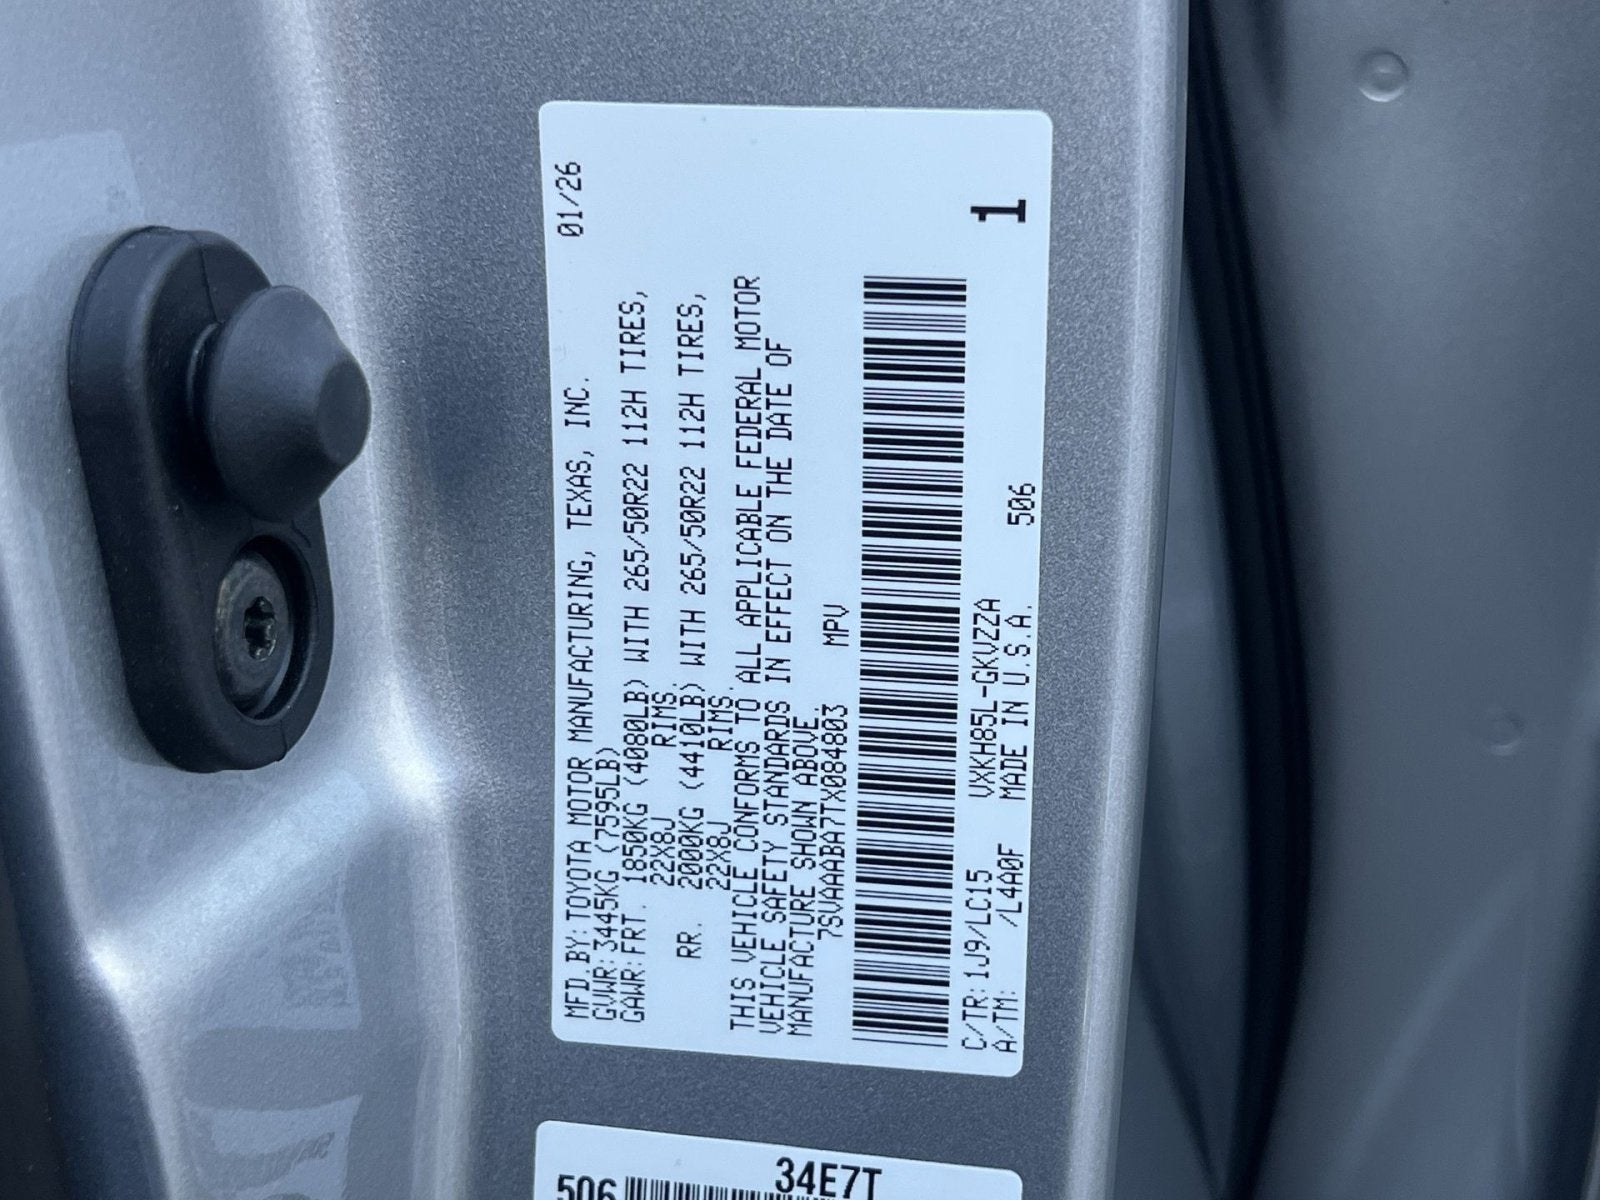 01/26
MFD.BY: TOYOTA MOTOR MANUFACTURING, TEXAS, INC.
GVWR: 3445KG (7595LB)
GAWR: FRT. 1850KG (4080LB) WITH 265/50R22 112H TIRES,
22X8J RIMS.
RR. 2000KG (4410LB) WITH 265/50R22 112H TIRES,
22X8J RIMS.
THIS VEHICLE CONFORMS TO ALL APPLICABLE FEDERAL MOTOR
VEHICLE SAFETY STANDARDS IN EFFECT ON THE DATE OF
MANUFACTURE SHOWN ABOVE.
7SVAAABA7TX084803 MPV
1
C/TR: 1J9/LC15 VXKH85L-GKVZZA
A/TM: /L4A0F MADE IN U.S.A. 506
34E7T
506